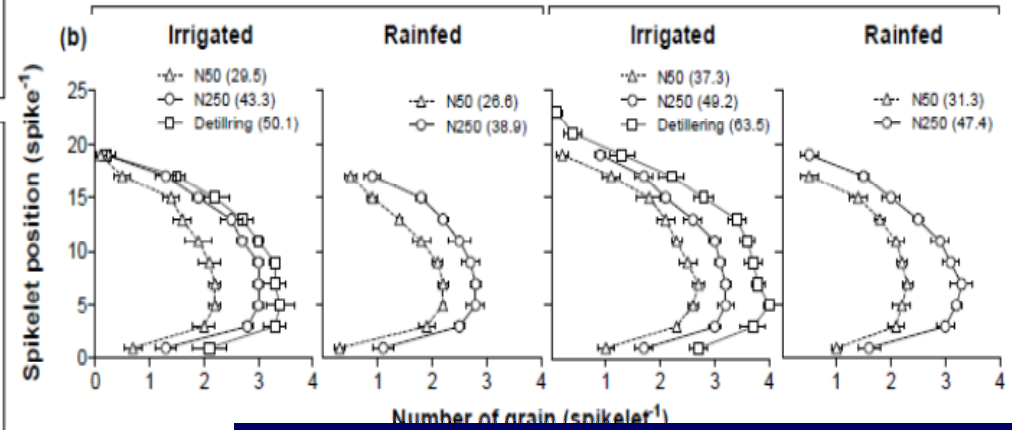 (b) Irrigated Rainfed Irrigated Rainfed
N50 (29.5)
N250 (43.3)
Detillring (50.1)
N50 (26.6)
N250 (38.9)
N50 (37.3)
N250 (49.2)
Detillering (63.5)
N50 (31.3)
N250 (47.4)
Spikelet position (spike⁻¹)
25
20
15
10
5
0
0 1 2 3 4 1 2 3 4 1 2 3 4 1 2 3 4
Number of grain (spikelet⁻¹)